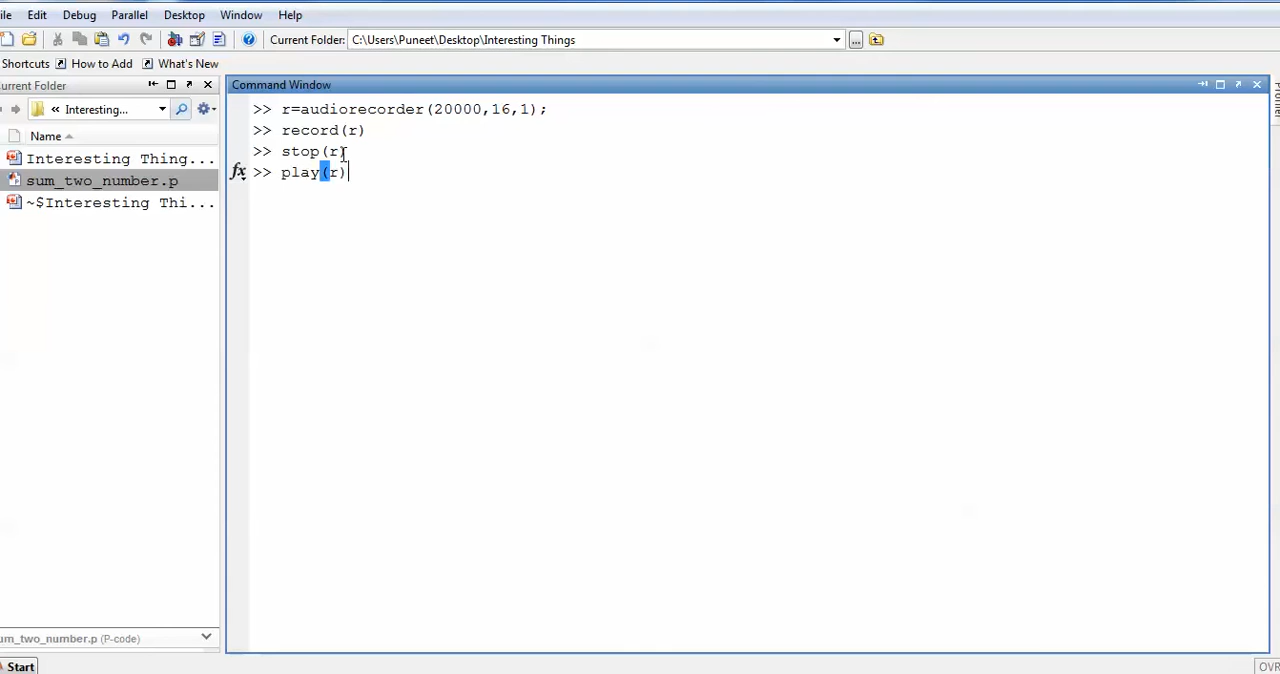 ile Edit Debug Parallel Desktop Window Help
Current Folder: C:\Users\Puneet\Desktop\Interesting Things ...
Shortcuts How to Add What's New
urrent Folder
Command Window
« Interesting...
Name
Interesting Thing...
sum_two_number.p
~$Interesting Thi...
>> r=audiorecorder(20000,16,1);
>> record(r)
>> stop(r)
fx >> play(r)
um_two_number.p (P-code)
Start
OVR
Profiler